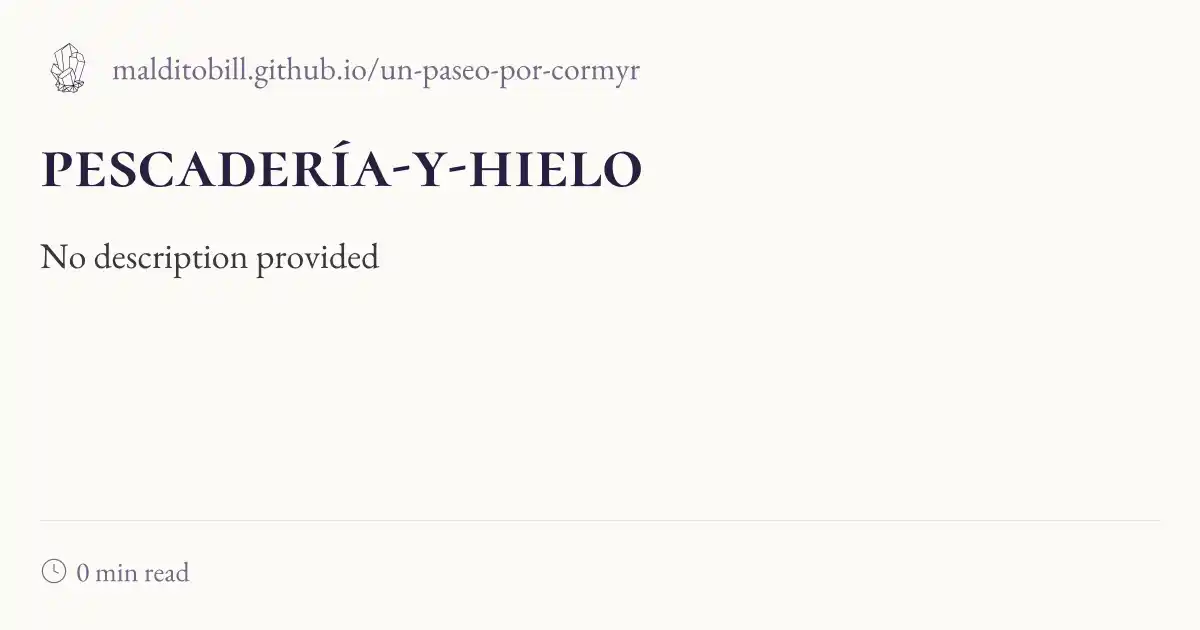 malditobill.github.io/un-paseo-por-cormyr
PESCADERÍA-Y-HIELO
No description provided
0 min read